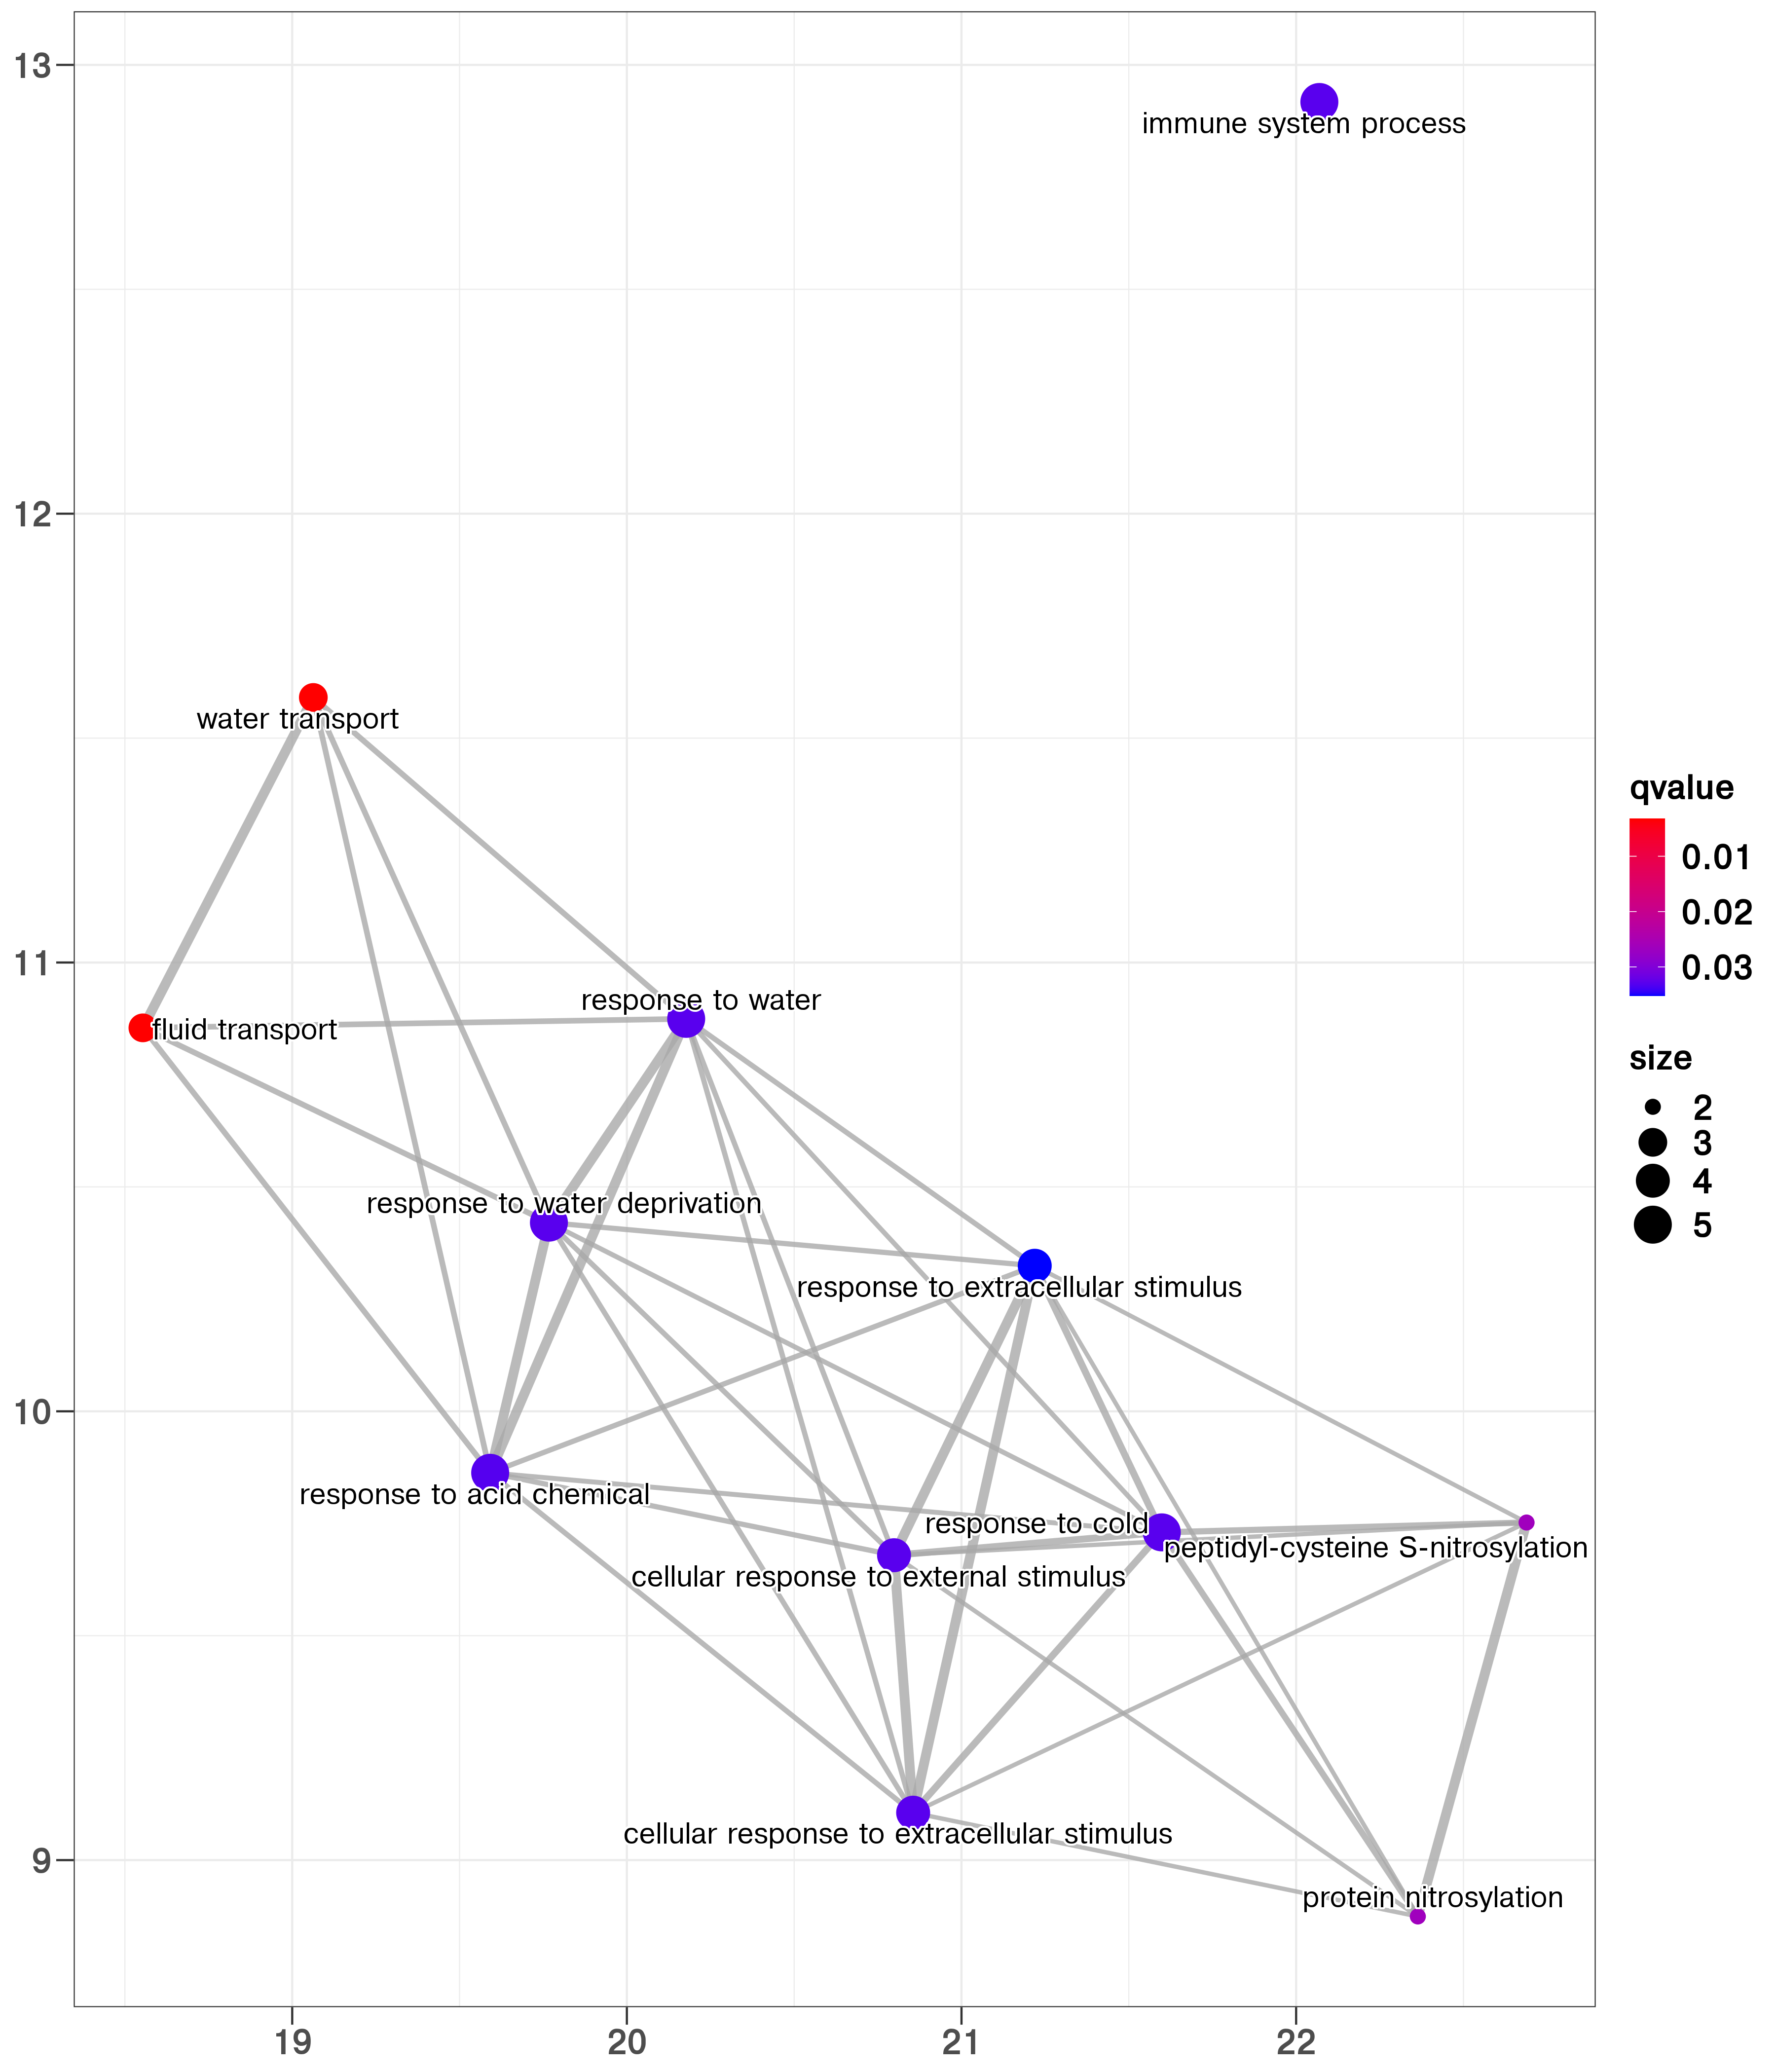 13
immune system process
12
water transport
11
response to water
fluid transport
response to water deprivation
response to extracellular stimulus
10
response to acid chemical
response to cold
peptidyl-cysteine S-nitrosylation
cellular response to external stimulus
cellular response to extracellular stimulus
9
protein nitrosylation
19 20 21 22
qvalue
0.01
0.02
0.03
size
2
3
4
5